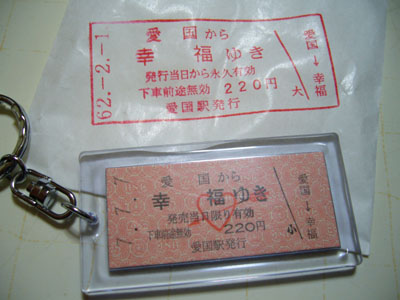 62.-2.-1
愛国から
幸福ゆき
発行当日から永久有効
下車前途無効 220円
愛国駅発行
愛国→幸福
大
7.7.7
愛国から
幸福ゆき
発売当日限り有効
下車前途無効 220円
愛国駅発行
愛国→幸福
小